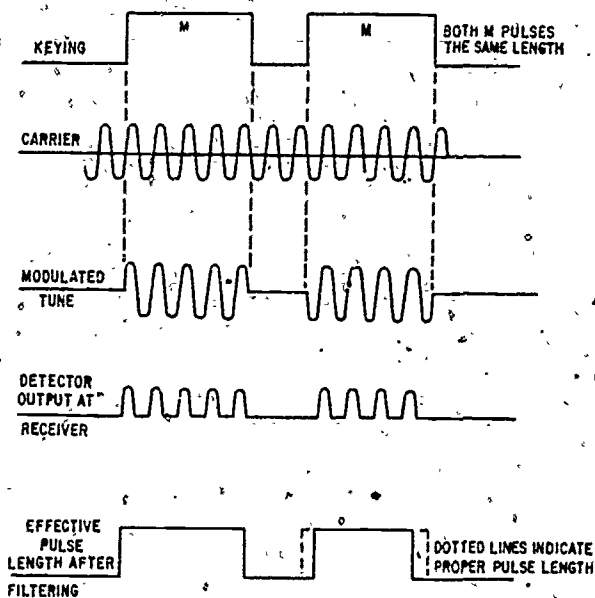 KEYING
M
M
BOTH M PULSES
THE SAME LENGTH
CARRIER
MODULATED
TUNE
DETECTOR
OUTPUT AT
RECEIVER
EFFECTIVE
PULSE
LENGTH AFTER
FILTERING
DOTTED LINES INDICATE
PROPER PULSE LENGTH